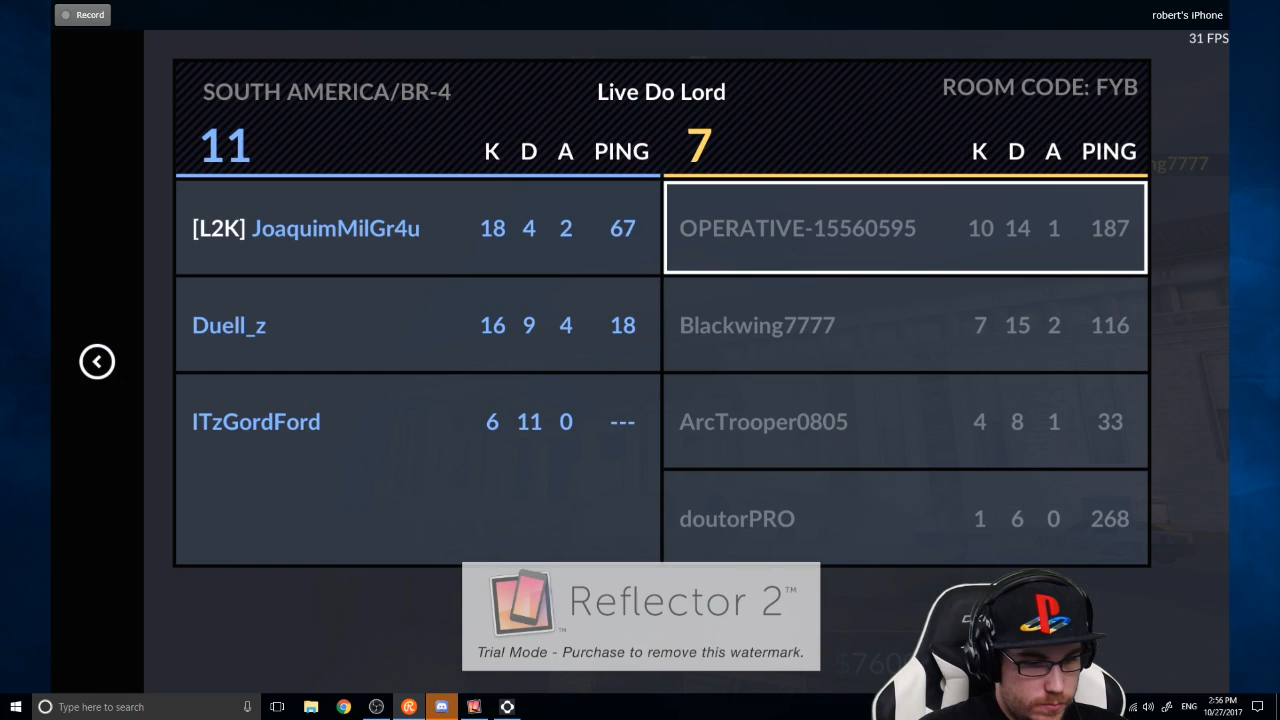 Record
robert's iPhone
31 FPS
SOUTH AMERICA/BR-4
Live Do Lord
ROOM CODE: FYB
11 K D A PING
7 K D A PING
[L2K] JoaquimMilGr4u 18 4 2 67
OPERATIVE-15560595 10 14 1 187
Duell_z 16 9 4 18
Blackwing7777 7 15 2 116
ITzGordFord 6 11 0 ---
ArcTrooper0805 4 8 1 33
doutorPRO 1 6 0 268
Reflector 2™
Trial Mode - Purchase to remove this watermark.
Type here to search
ENG
2:56 PM
10/27/2017